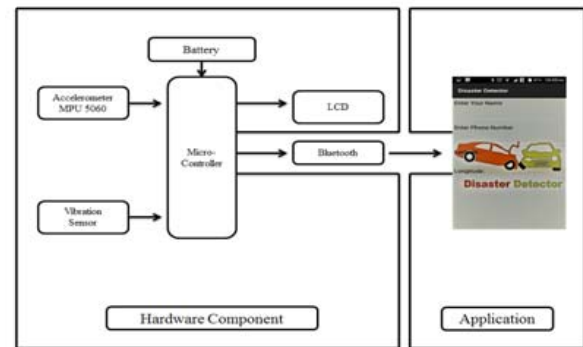 Battery
Accelerometer
MPU 5060
Micro-
Controller
LCD
Bluetooth
Vibration
Sensor
Hardware Component
Disaster Detector
Enter Your Name
Enter Phone Number
Longitude:
Disaster Detector
Application